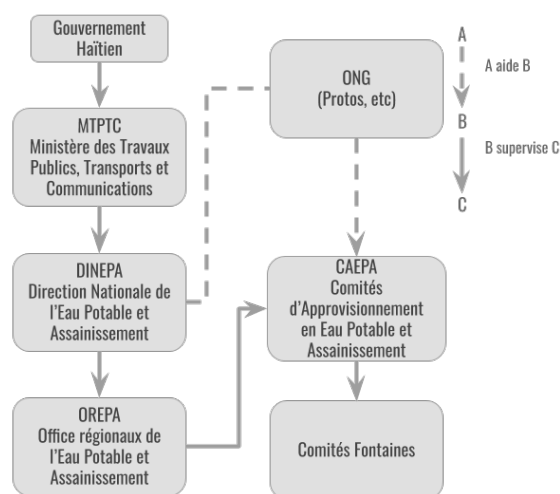 Gouvernement
Haïtien
MTPTC
Ministère des Travaux
Publics, Transports et
Communications
DINEPA
Direction Nationale de
l'Eau Potable et
Assainissement
OREPA
Office régionaux de
l'Eau Potable et
Assainissement
ONG
(Protos, etc)
CAEPA
Comités
d'Approvisionnement
en Eau Potable et
Assainissement
Comités Fontaines
A
A aide B
B
B supervise C
C